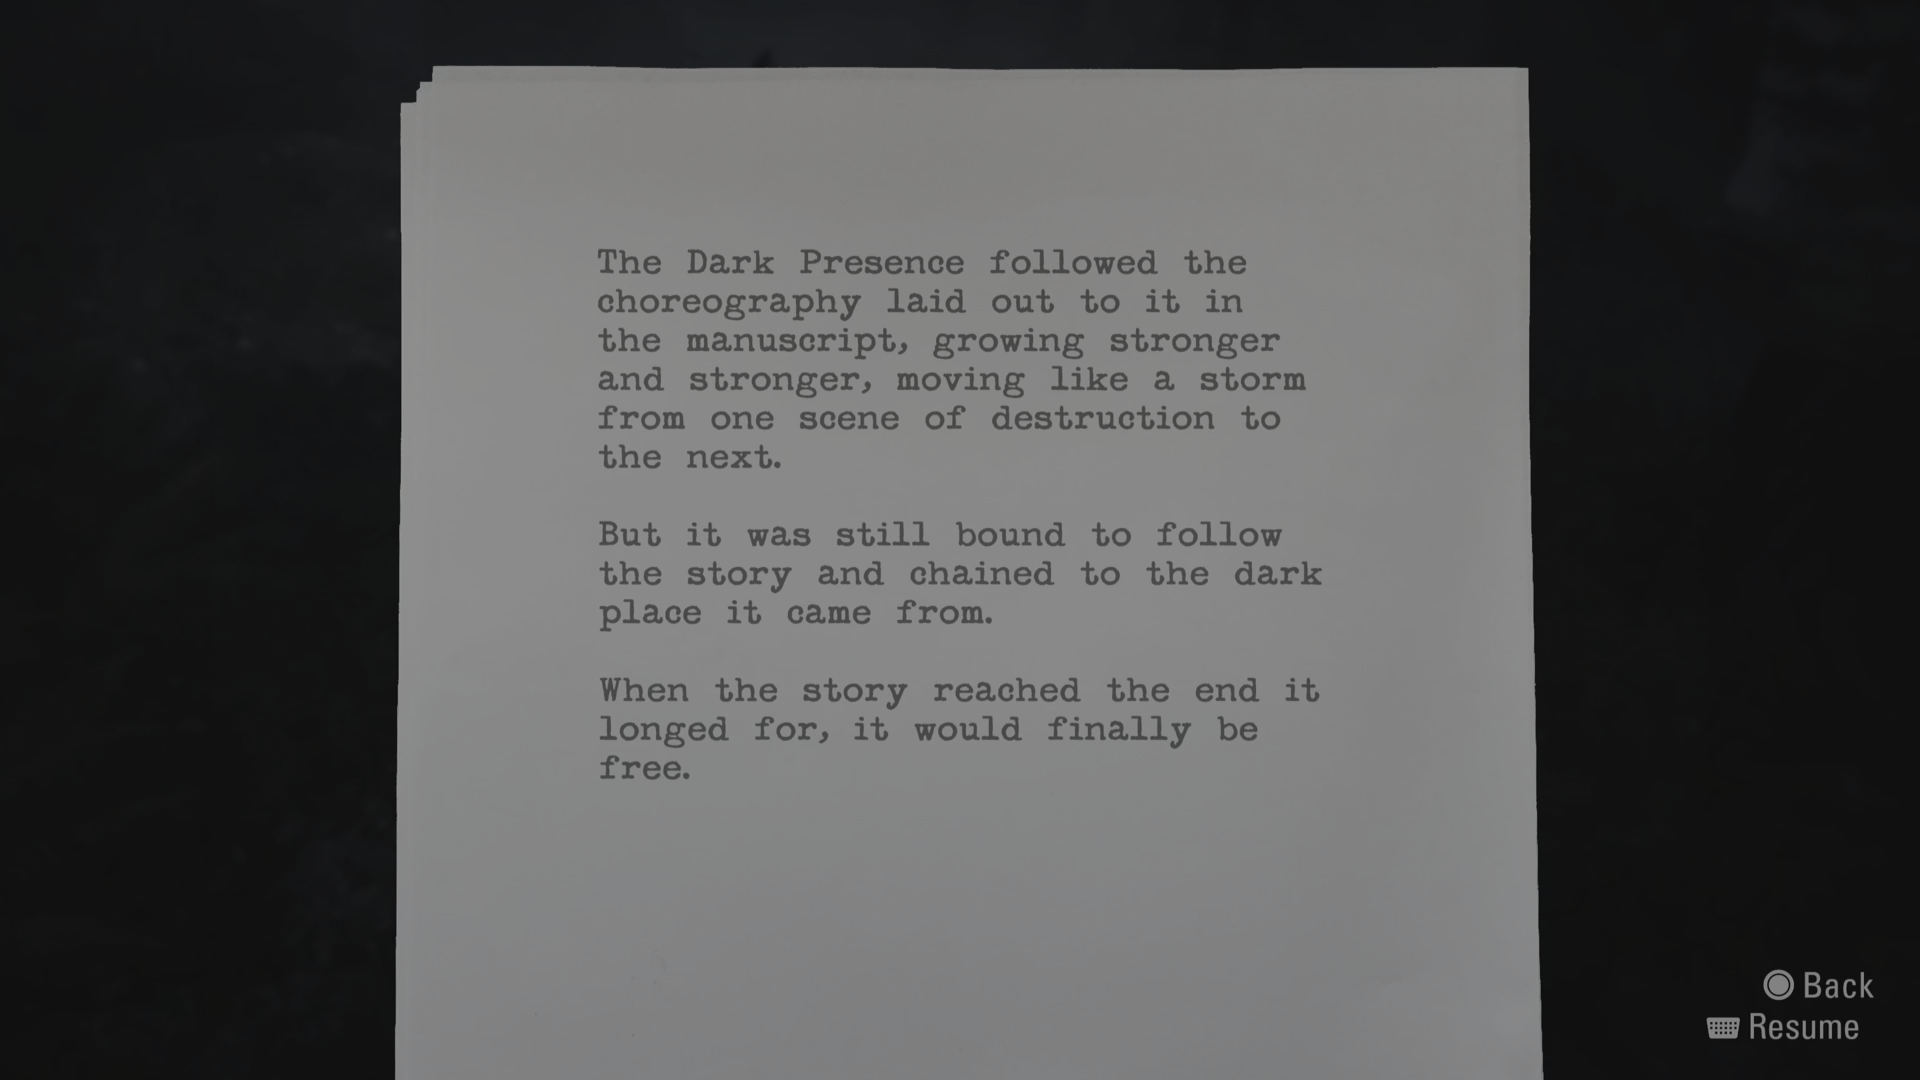 The Dark Presence followed the
choreography laid out to it in
the manuscript, growing stronger
and stronger, moving like a storm
from one scene of destruction to
the next.
But it was still bound to follow
the story and chained to the dark
place it came from.
When the story reached the end it
longed for, it would finally be
free.
Back
Resume